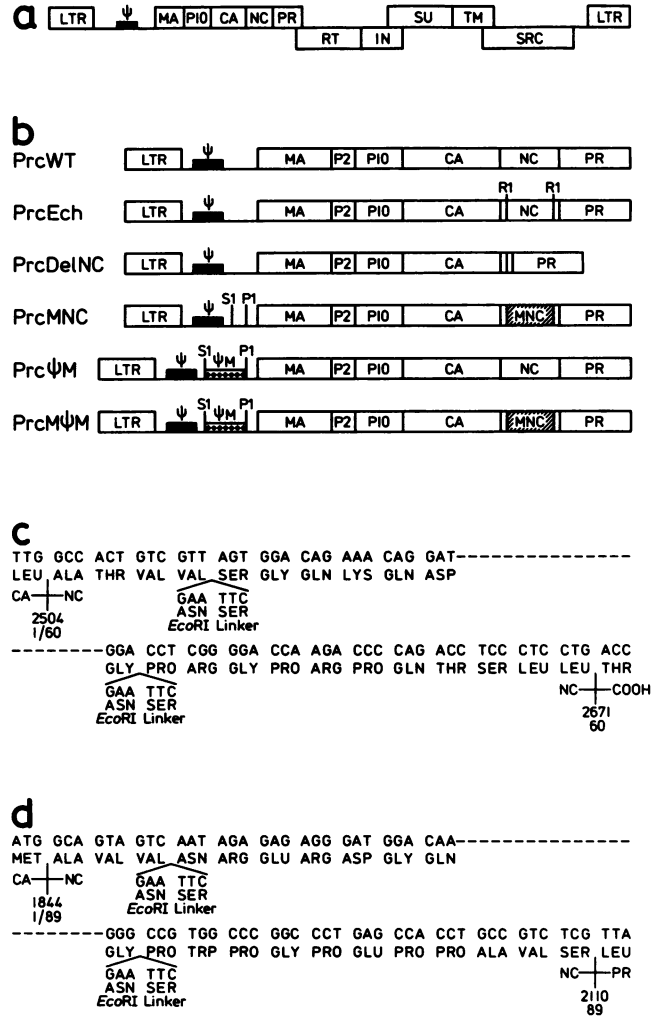 a LTR Ψ MA P10 CA NC PR SU TM LTR
RT IN SRC
b
PrcWT LTR Ψ MA P2 P10 CA NC PR
R1 R1
PrcEch LTR Ψ MA P2 P10 CA NC PR
PrcDelNC LTR Ψ MA P2 P10 CA PR
S1 P1
PrcMNC LTR Ψ MA P2 P10 CA MNC PR
S1 ΨM P1
PrcΨM LTR Ψ MA P2 P10 CA NC PR
S1 ΨM P1
PrcMΨM LTR Ψ MA P2 P10 CA MNC PR
c
TTG GCC ACT GTC GTT AGT GGA CAG AAA CAG GAT
LEU ALA THR VAL VAL SER GLY GLN LYS GLN ASP
CA NC GAA TTC
2504 ASN SER
1/60 EcoRI Linker
GGA CCT CGG GGA CCA AGA CCC CAG ACC TCC CTC CTG ACC
GLY PRO ARG GLY PRO ARG PRO GLN THR SER LEU LEU THR
GAA TTC NC COOH
ASN SER 2671
EcoRI Linker 60
d
ATG GCA GTA GTC AAT AGA GAG AGG GAT GGA CAA
MET ALA VAL VAL ASN ARG GLU ARG ASP GLY GLN
CA NC GAA TTC
1844 ASN SER
1/89 EcoRI Linker
GGG CCG TGG CCC GGC CCT GAG CCA CCT GCC GTC TCG TTA
GLY PRO TRP PRO GLY PRO GLU PRO PRO ALA VAL SER LEU
GAA TTC NC PR
ASN SER 2110
EcoRI Linker 89